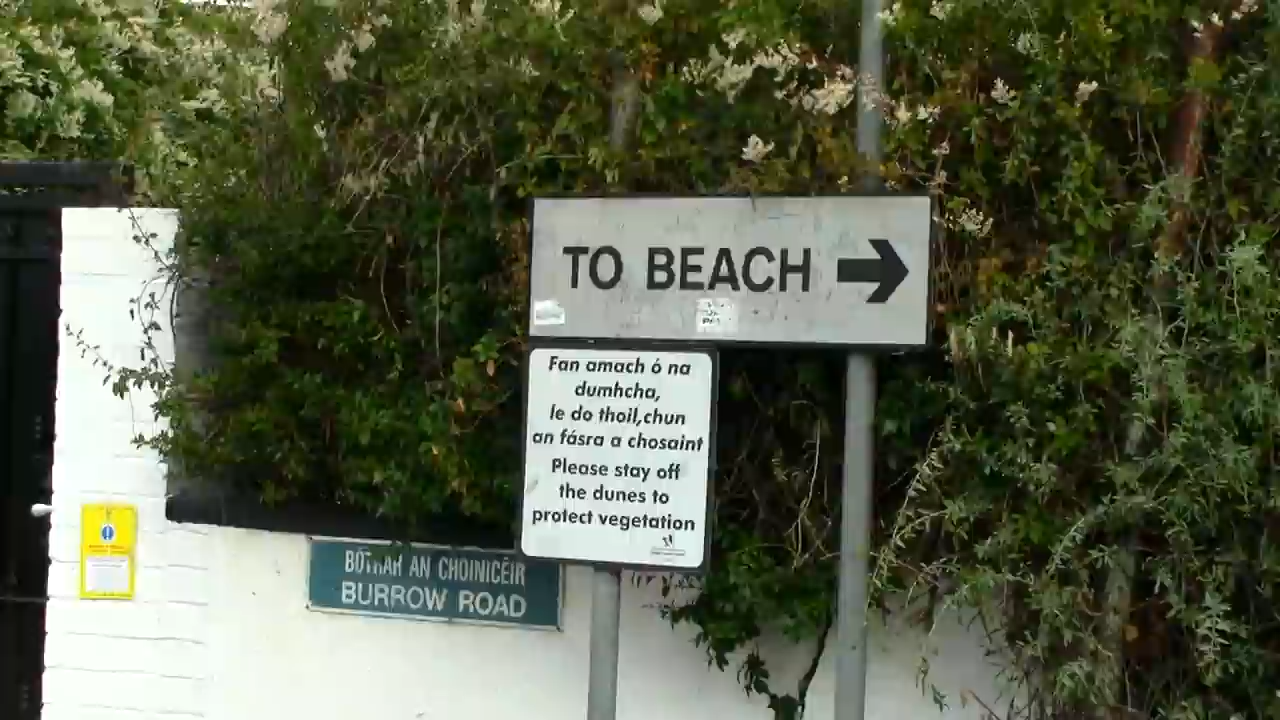 TO BEACH
Fan amach ó na
dumhcha,
le do thoil,chun
an fásra a chosaint
Please stay off
the dunes to
protect vegetation
BÓTHAR AN CHOINICÉIR
BURROW ROAD